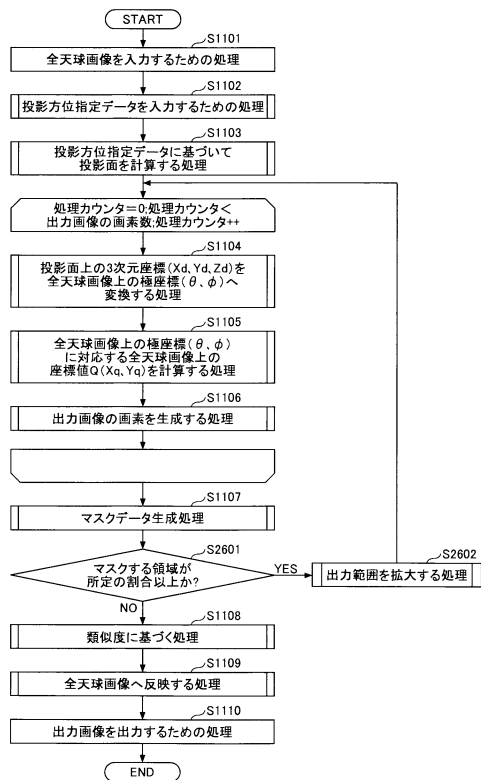 START
S1101
全天球画像を入力するための処理
S1102
投影方位指定データを入力するための処理
S1103
投影方位指定データに基づいて
投影面を計算する処理
処理カウンタ=0;処理カウンタ<
出力画像の画素数;処理カウンタ++
S1104
投影面上の3次元座標(Xd、Yd、Zd)を
全天球画像上の極座標(θ、φ)へ
変換する処理
S1105
全天球画像上の極座標(θ、φ)
に対応する全天球画像上の
座標値Q(Xq、Yq)を計算する処理
S1106
出力画像の画素を生成する処理
S1107
マスクデータ生成処理
S2601
マスクする領域が
所定の割合以上か?
YES
S2602
出力範囲を拡大する処理
NO
S1108
類似度に基づく処理
S1109
全天球画像へ反映する処理
S1110
出力画像を出力するための処理
END